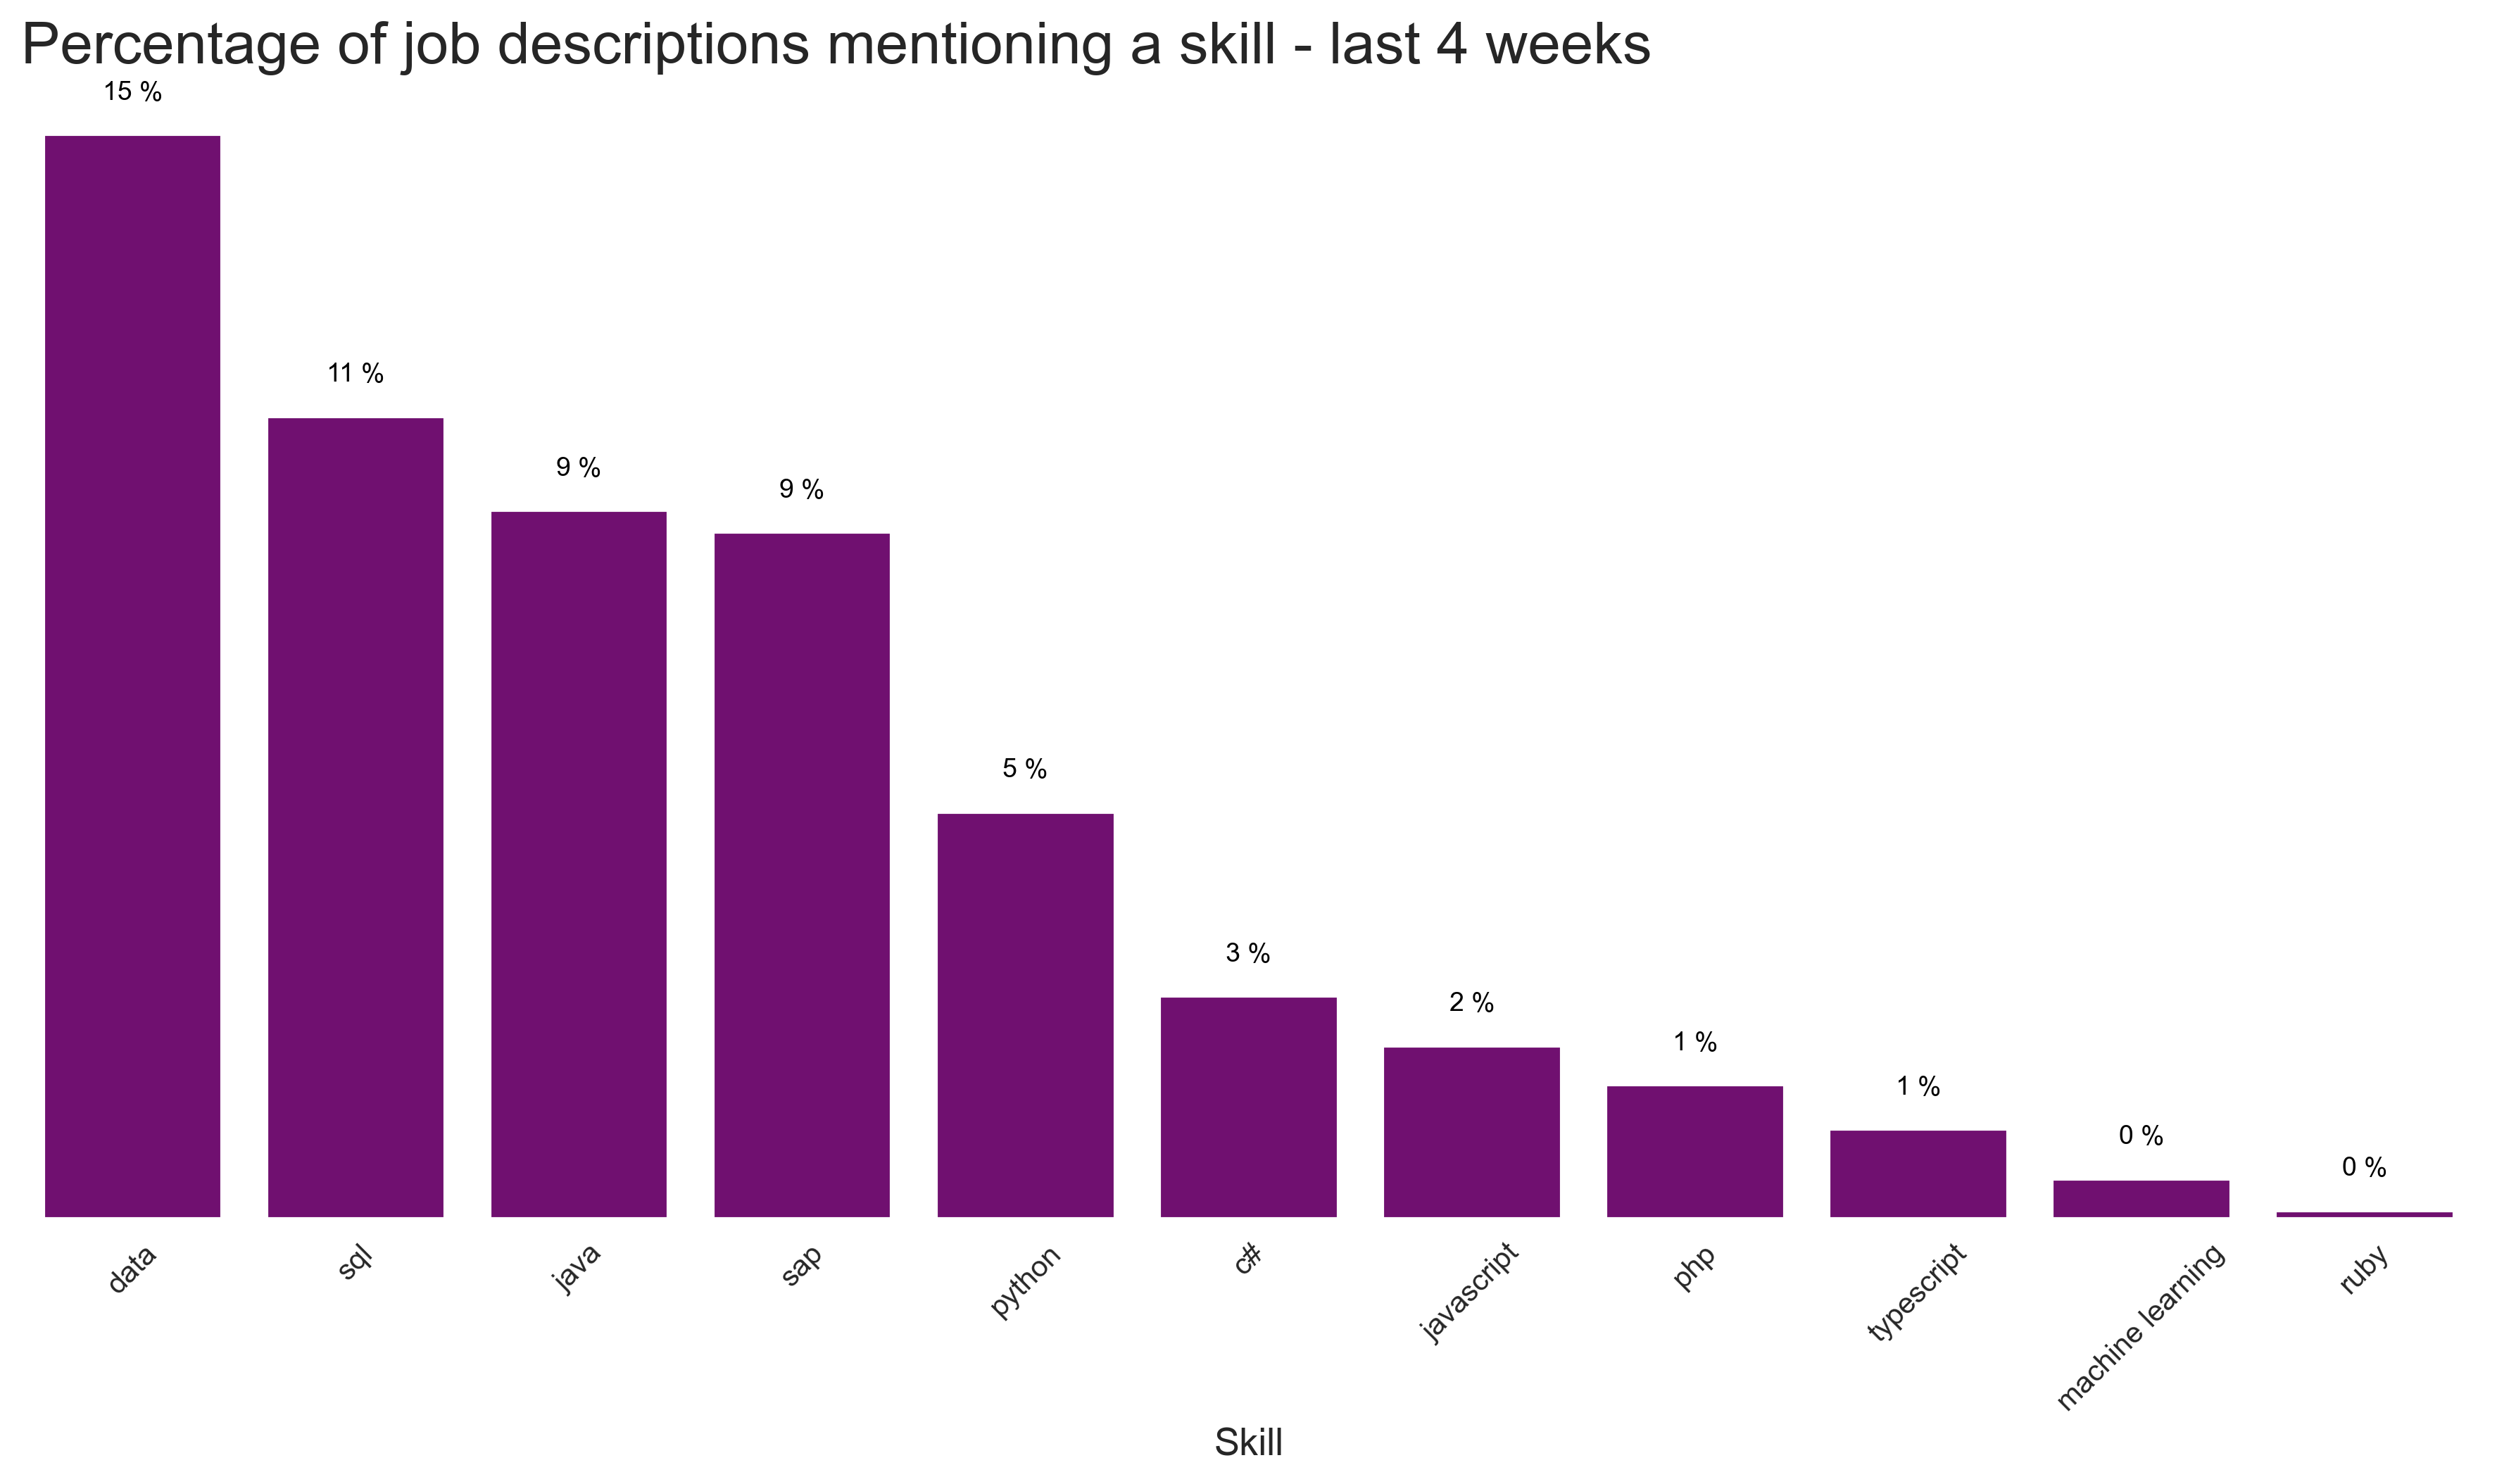 Percentage of job descriptions mentioning a skill - last 4 weeks
15 %
11 %
9 %
9 %
5 %
3 %
2 %
1 %
1 %
0 %
0 %
data
sql
java
sap
python
c#
javascript
php
typescript
machine learning
ruby
Skill